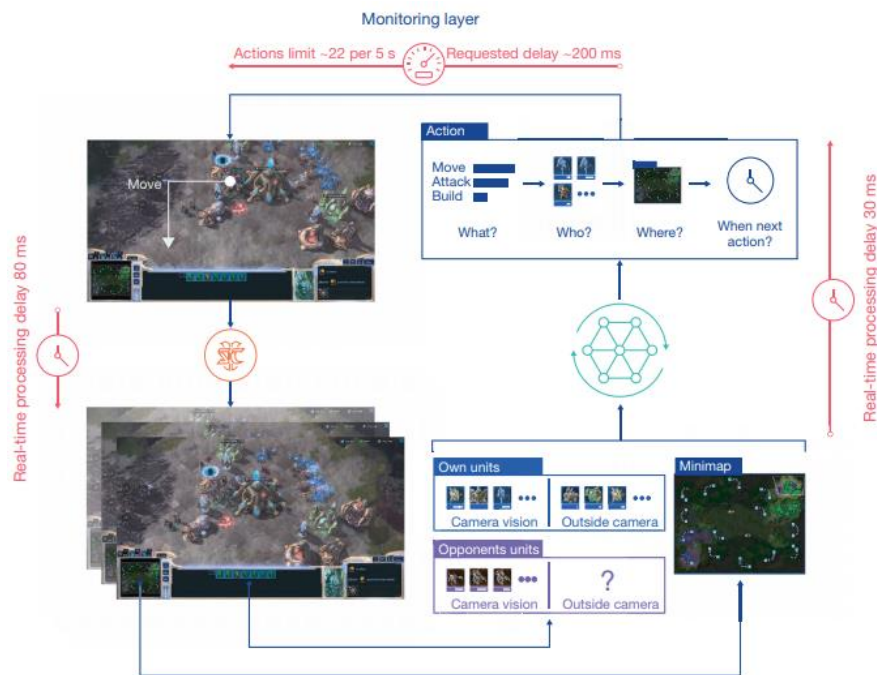 Monitoring layer
Actions limit ~22 per 5 s
Requested delay ~200 ms
Action
Move
Move
Attack
Build
What?
Who?
Where?
When next
action?
Real-time processing delay 80 ms
Real-time processing delay 30 ms
Own units
Camera vision
Outside camera
Minimap
Opponents units
Camera vision
?
Outside camera